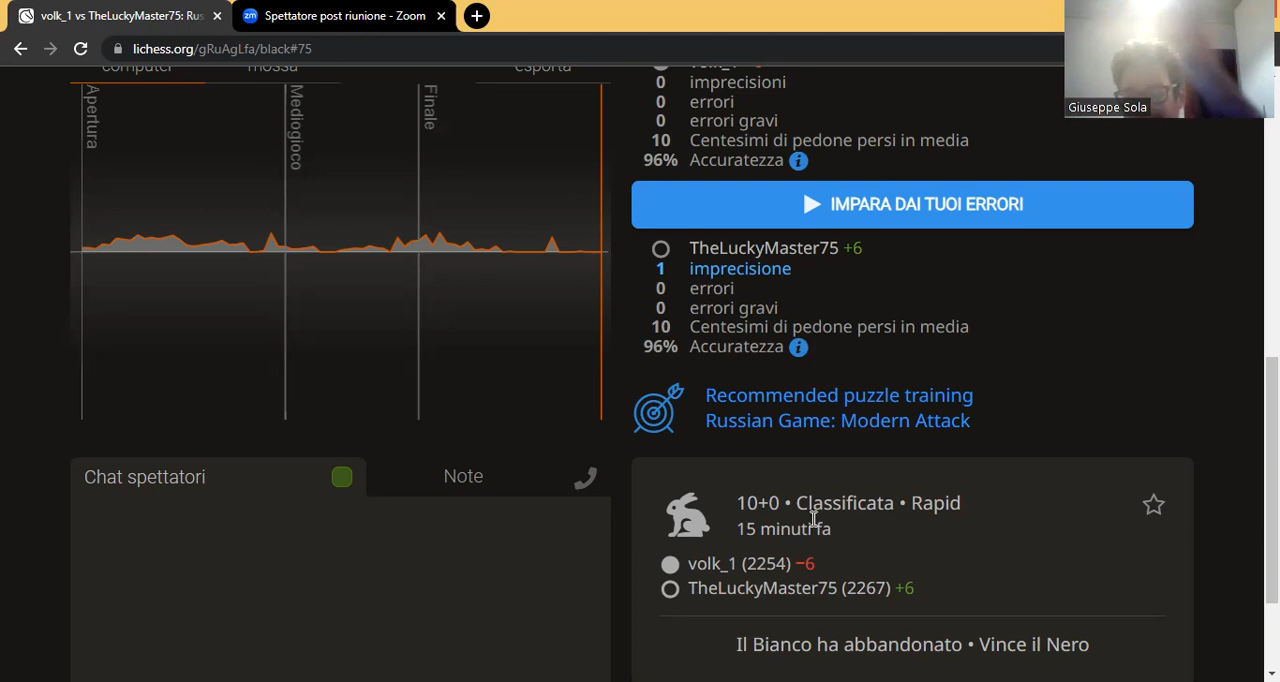 volk_1 vs TheLuckyMaster75: Rus
Spettatore post riunione - Zoom
lichess.org/gRuAgLfa/black#75
Giuseppe Sola
computer
mossa
esporta
Apertura
Mediogioco
Finale
0 imprecisioni
0 errori
0 errori gravi
10 Centesimi di pedone persi in media
96% Accuratezza
IMPARA DAI TUOI ERRORI
TheLuckyMaster75 +6
1 imprecisione
0 errori
0 errori gravi
10 Centesimi di pedone persi in media
96% Accuratezza
Recommended puzzle training
Russian Game: Modern Attack
Chat spettatori
Note
10+0 • Classificata • Rapid
15 minuti fa
volk_1 (2254) −6
TheLuckyMaster75 (2267) +6
Il Bianco ha abbandonato • Vince il Nero